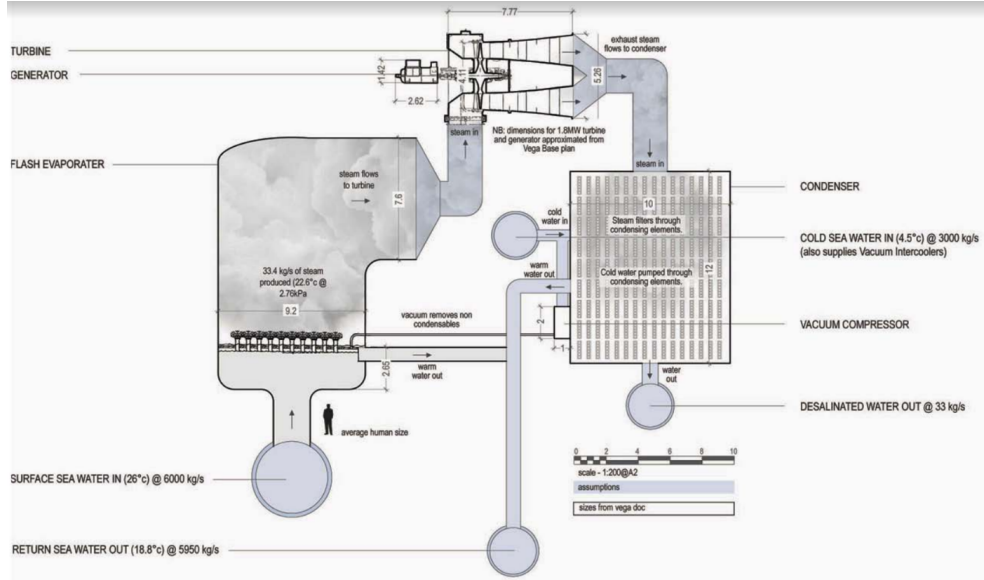 7.77
TURBINE
GENERATOR
1.42
2.62
4.11
5.26
exhaust steam
flows to condenser
steam in
NB: dimensions for 1.8MW turbine
and generator approximated from
Vega Base plan
FLASH EVAPORATER
steam flows
to turbine
7.6
steam in
CONDENSER
10
Steam filters through
condensing elements.
cold
water in
COLD SEA WATER IN (4.5°c) @ 3000 kg/s
(also supplies Vacuum Intercoolers)
warm
water out
Cold water pumped through
condensing elements.
12
33.4 kg/s of steam
produced (22.6°c @
2.76kPa
9.2
vacuum removes non
condensables
2
VACUUM COMPRESSOR
1
2.65
warm
water out
water
out
DESALINATED WATER OUT @ 33 kg/s
average human size
0 2 4 6 8 10
scale - 1:200@A2
assumptions
sizes from vega doc
SURFACE SEA WATER IN (26°c) @ 6000 kg/s
RETURN SEA WATER OUT (18.8°c) @ 5950 kg/s